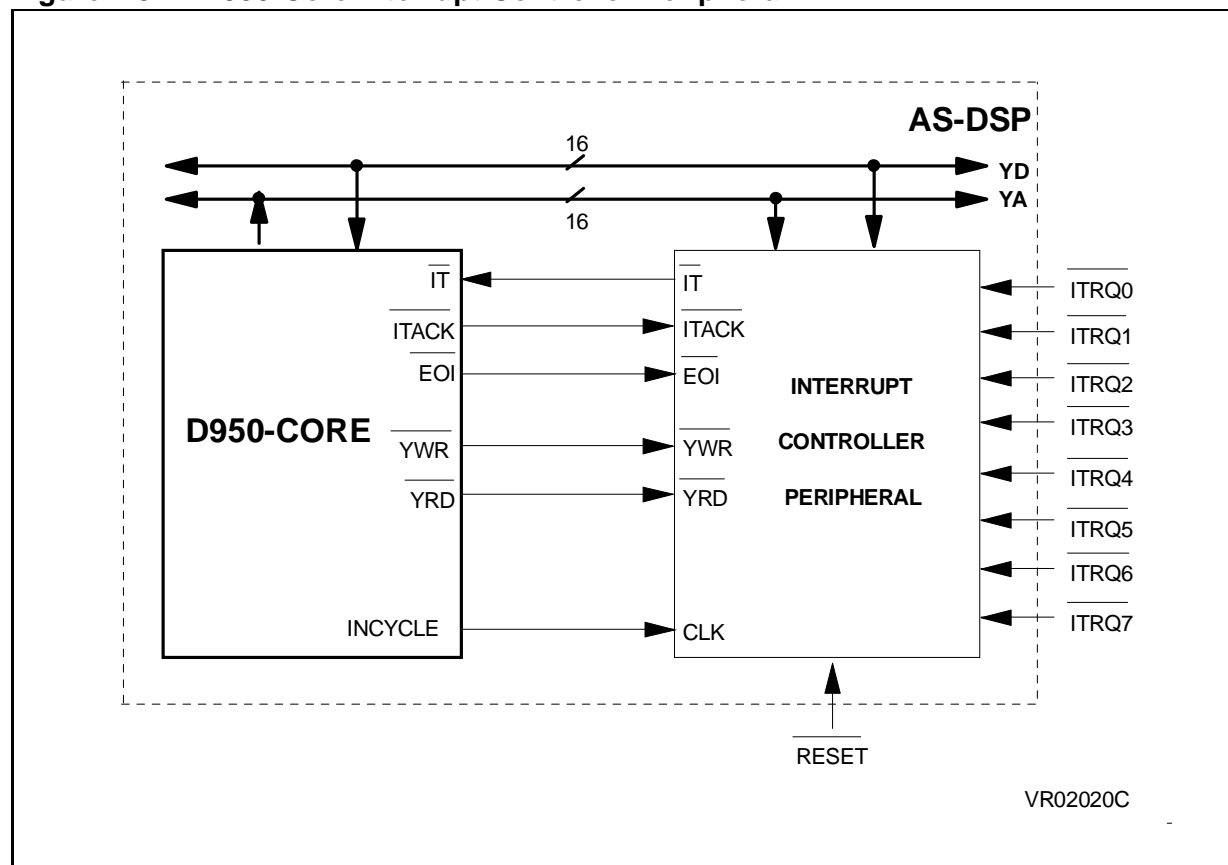 AS-DSP
16
YD
YA
16
IT IT
ITACK ITACK
EOI EOI
D950-CORE
YWR YWR
YRD YRD
INCYCLE CLK
INTERRUPT
CONTROLLER
PERIPHERAL
ITRQ0
ITRQ1
ITRQ2
ITRQ3
ITRQ4
ITRQ5
ITRQ6
ITRQ7
RESET
VR02020C